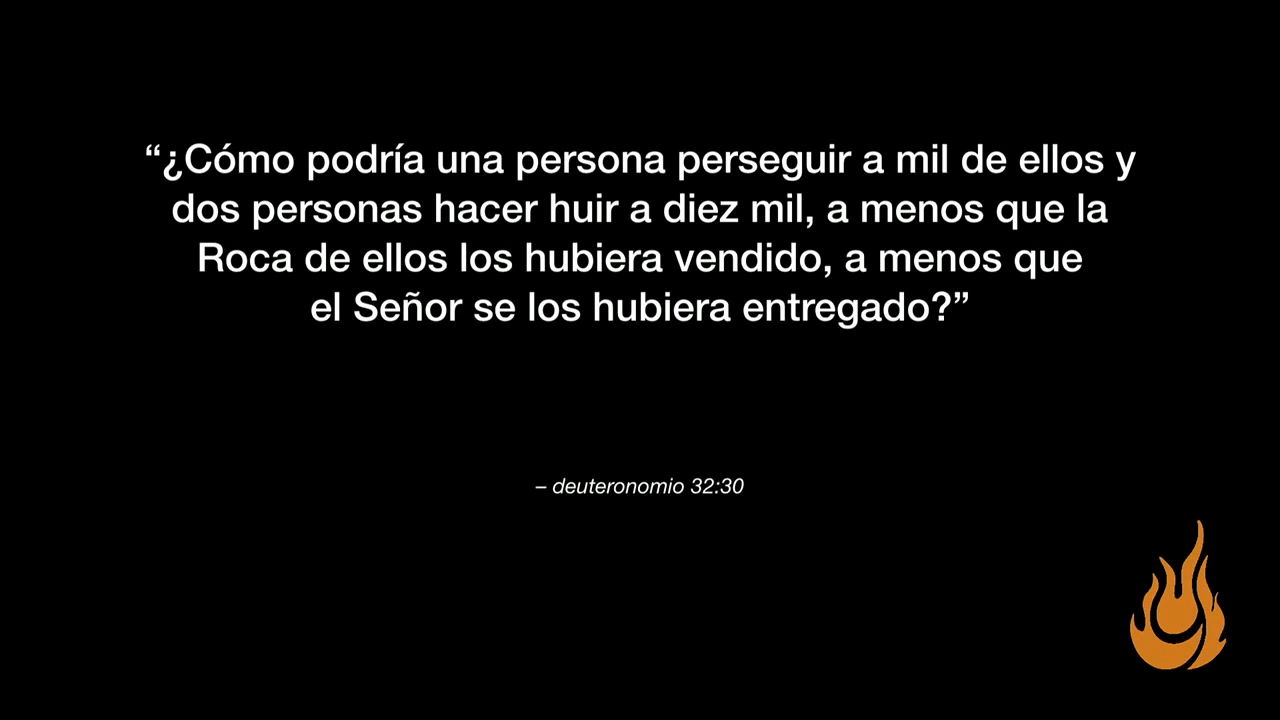 “¿Cómo podría una persona perseguir a mil de ellos y
dos personas hacer huir a diez mil, a menos que la
Roca de ellos los hubiera vendido, a menos que
el Señor se los hubiera entregado?”
– deuteronomio 32:30